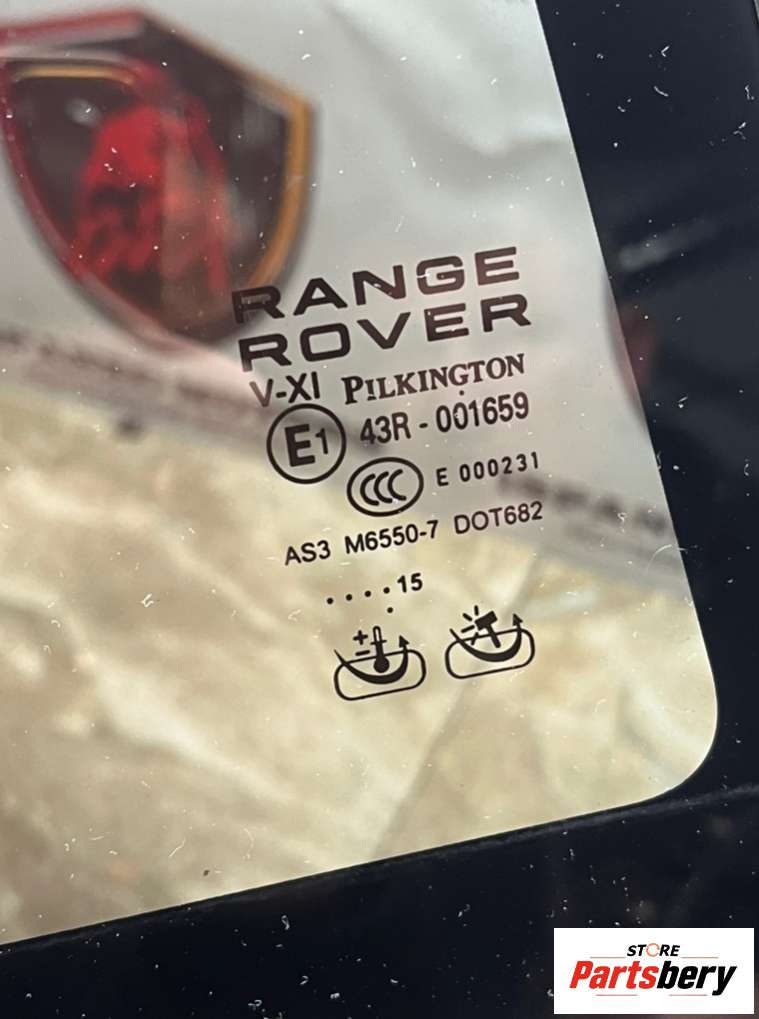 RANGE
ROVER
V-XI PILKINGTON
E1 43R - 001659
CCC E 000231
AS3 M6550-7 DOT682
....15
.
STORE
Partsbery